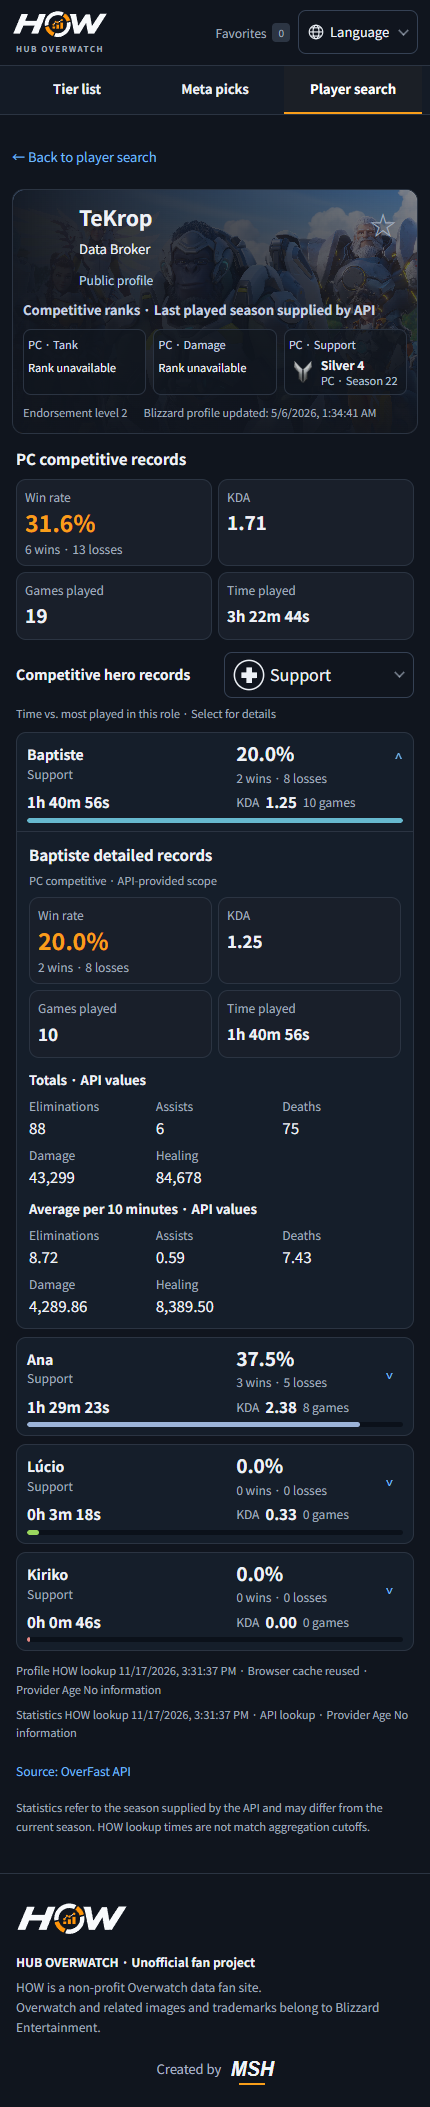 HOW
HUB OVERWATCH
Favorites 0
Language
Tier list
Meta picks
Player search
← Back to player search
TeKrop
Data Broker
Public profile
Competitive ranks · Last played season supplied by API
PC · Tank
Rank unavailable
PC · Damage
Rank unavailable
PC · Support
Silver 4
PC · Season 22
Endorsement level 2
Blizzard profile updated: 5/6/2026, 1:34:41 AM
PC competitive records
Win rate
31.6%
6 wins · 13 losses
KDA
1.71
Games played
19
Time played
3h 22m 44s
Competitive hero records
Support
Time vs. most played in this role · Select for details
Baptiste
Support
1h 40m 56s
20.0%
2 wins · 8 losses
KDA 1.25 10 games
Baptiste detailed records
PC competitive · API-provided scope
Win rate
20.0%
2 wins · 8 losses
KDA
1.25
Games played
10
Time played
1h 40m 56s
Totals · API values
Eliminations
88
Assists
6
Deaths
75
Damage
43,299
Healing
84,678
Average per 10 minutes · API values
Eliminations
8.72
Assists
0.59
Deaths
7.43
Damage
4,289.86
Healing
8,389.50
Ana
Support
1h 29m 23s
37.5%
3 wins · 5 losses
KDA 2.38 8 games
Lúcio
Support
0h 3m 18s
0.0%
0 wins · 0 losses
KDA 0.33 0 games
Kiriko
Support
0h 0m 46s
0.0%
0 wins · 0 losses
KDA 0.00 0 games
Profile HOW lookup 11/17/2026, 3:31:37 PM · Browser cache reused ·
Provider Age No information
Statistics HOW lookup 11/17/2026, 3:31:37 PM · API lookup · Provider Age No
information
Source: OverFast API
Statistics refer to the season supplied by the API and may differ from the
current season. HOW lookup times are not match aggregation cutoffs.
HOW
HUB OVERWATCH · Unofficial fan project
HOW is a non-profit Overwatch data fan site.
Overwatch and related images and trademarks belong to Blizzard
Entertainment.
Created by MSH